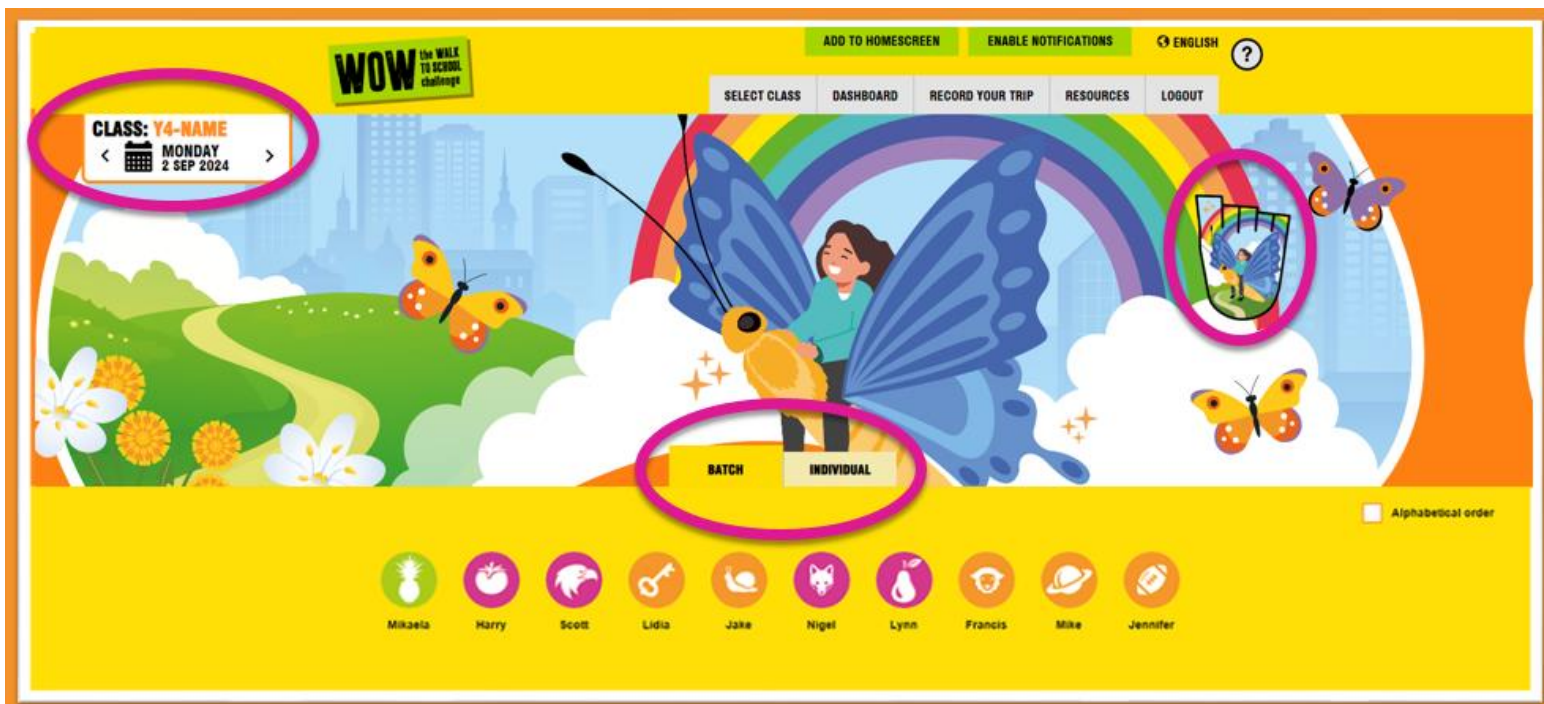 WOW the WALK
TO SCHOOL
challenge
ADD TO HOMESCREEN
ENABLE NOTIFICATIONS
ENGLISH
?
SELECT CLASS
DASHBOARD
RECORD YOUR TRIP
RESOURCES
LOGOUT
CLASS: Y4-NAME
< MONDAY >
2 SEP 2024
BATCH
INDIVIDUAL
Alphabetical order
Mikaela
Harry
Scott
Lidia
Jake
Nigel
Lynn
Francis
Mike
Jennifer